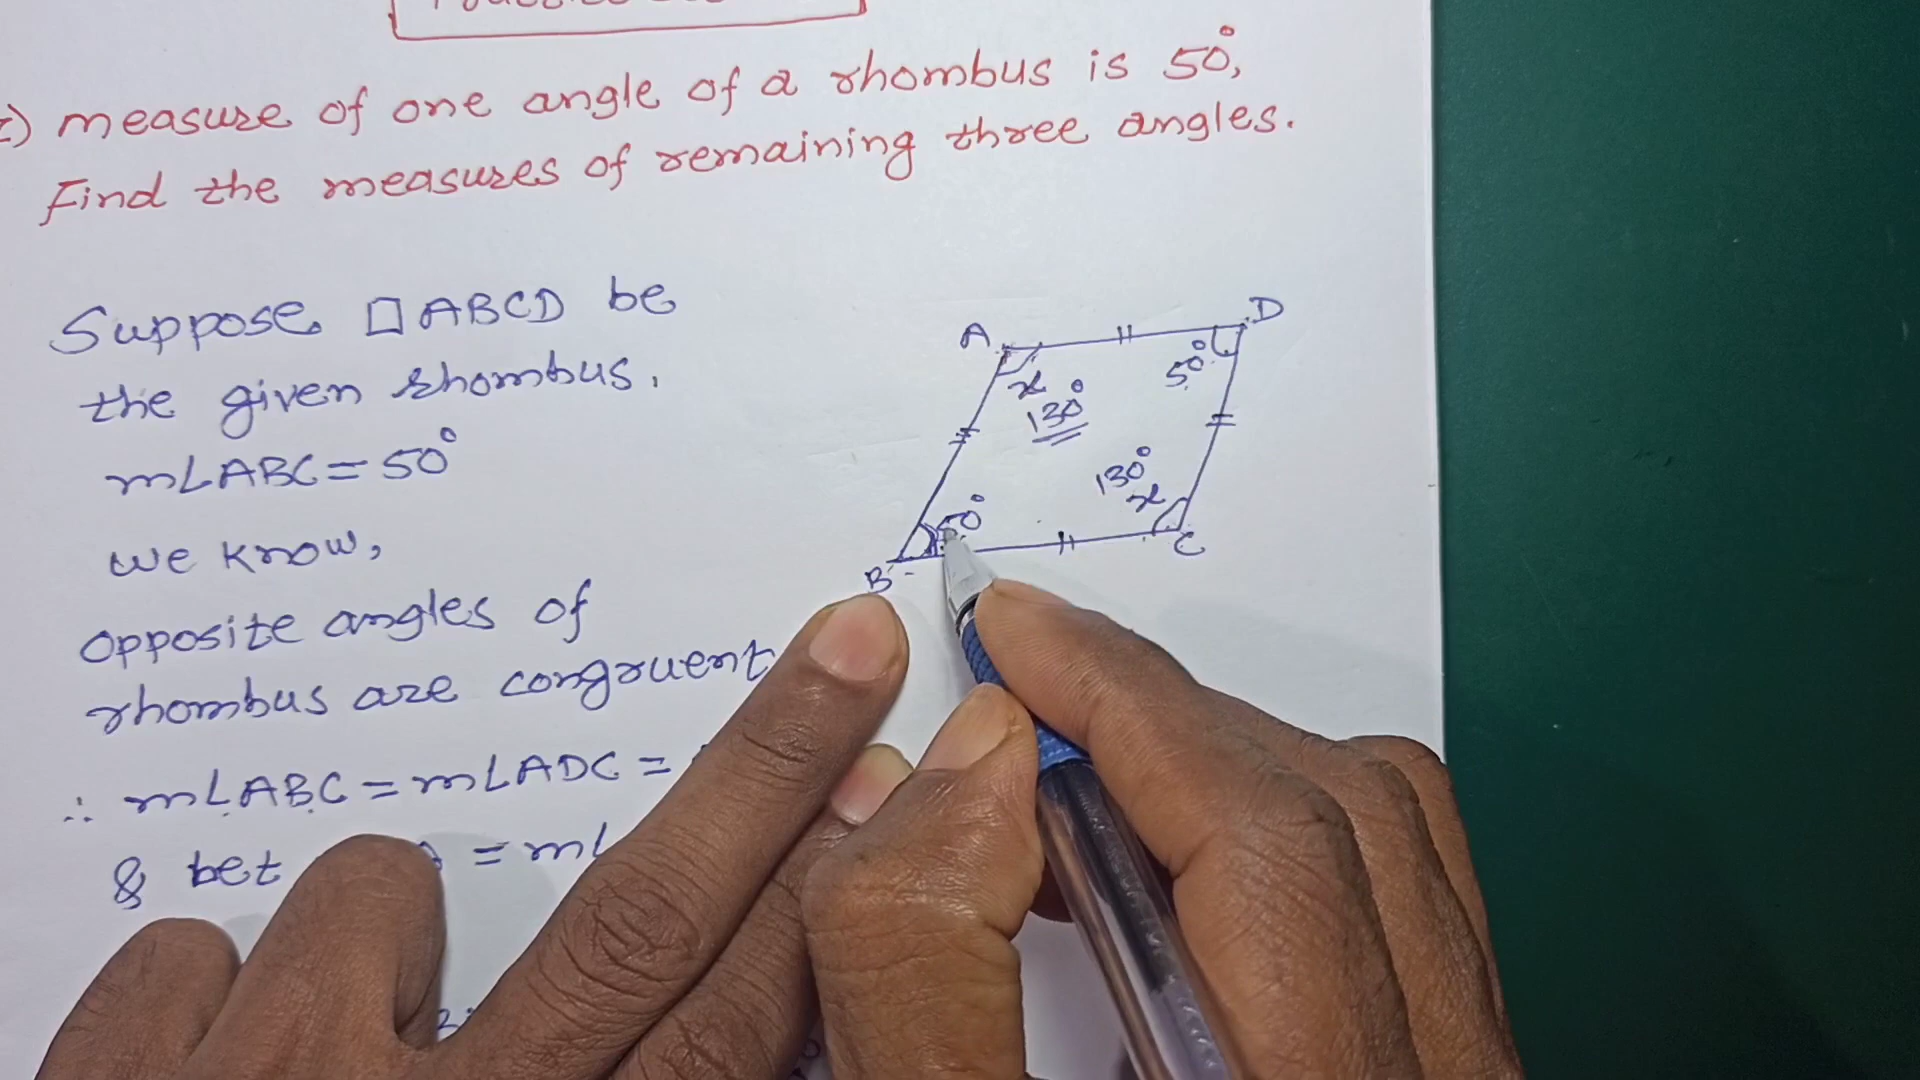 measure of one angle of a rhombus is 50°,
Find the measures of remaining three angles.
Suppose □ABCD be
the given rhombus.
m∠ABC = 50°
we know,
opposite angles of
rhombus are congruent
∴ m∠ABC = m∠ADC =
& bet = m∠
A
D
50°
x
130°
130°
x
50°
B
C